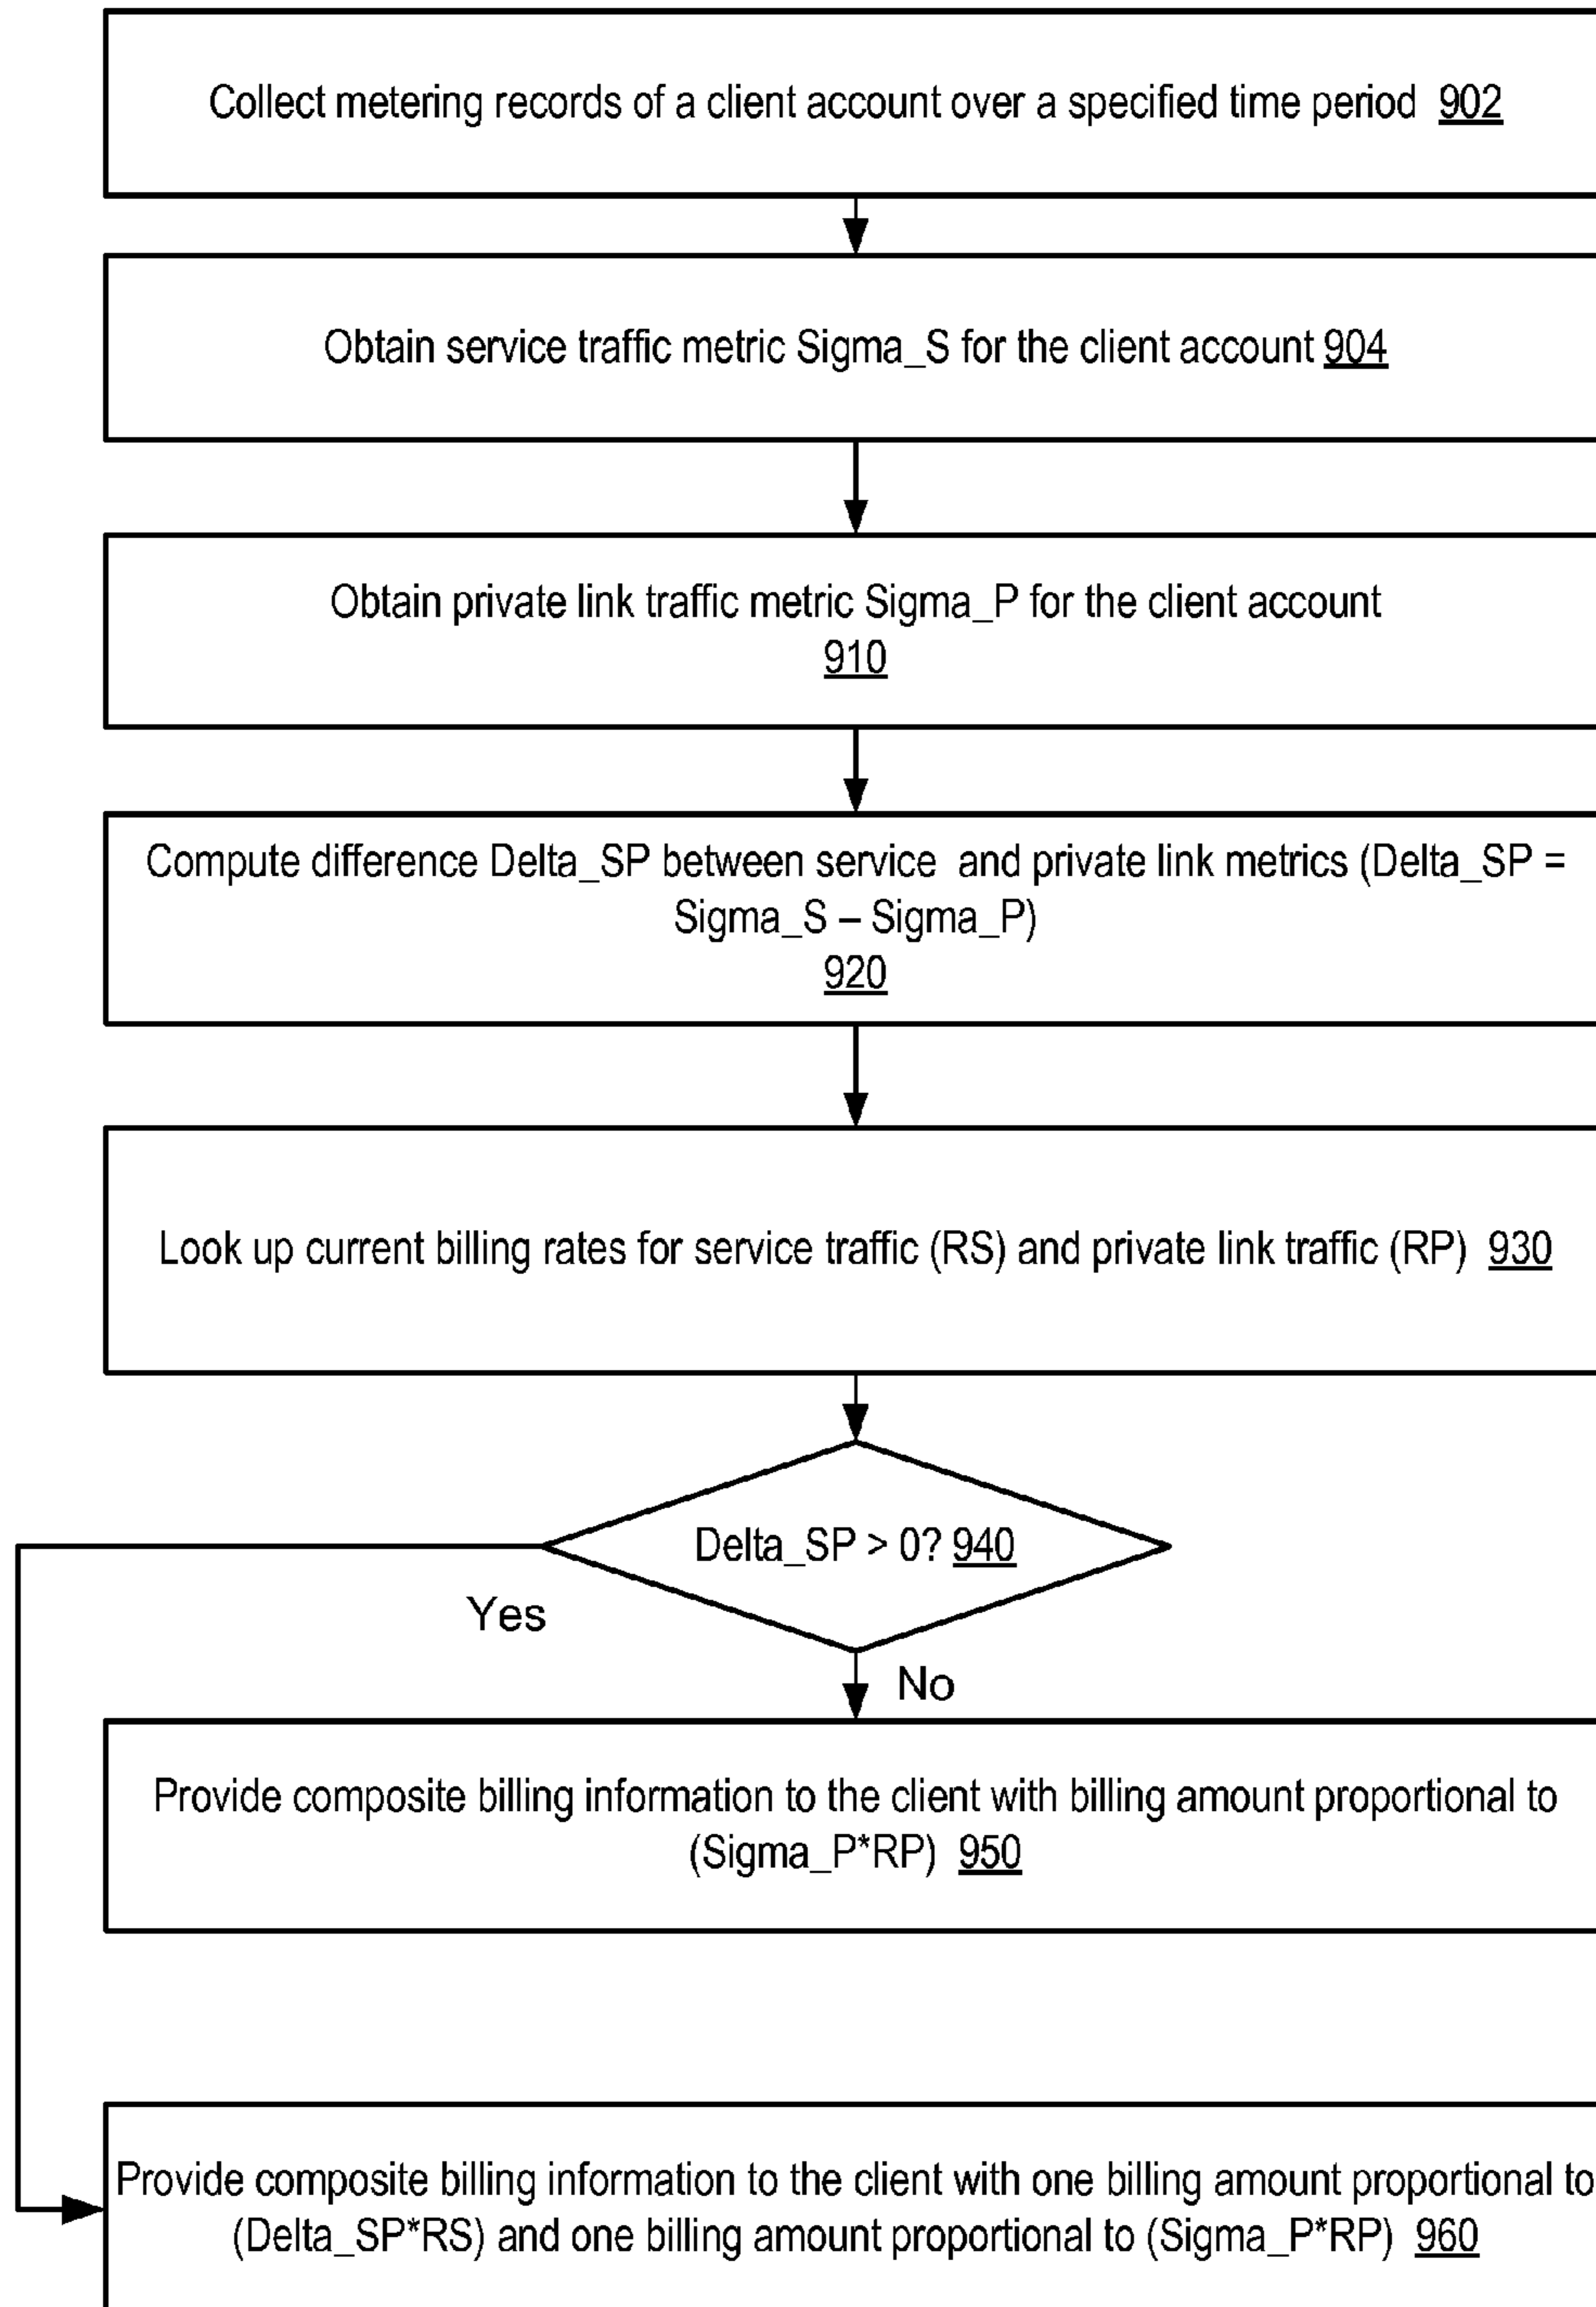 Collect metering records of a client account over a specified time period 902
Obtain service traffic metric Sigma_S for the client account 904
Obtain private link traffic metric Sigma_P for the client account
910
Compute difference Delta_SP between service and private link metrics (Delta_SP =
Sigma_S – Sigma_P)
920
Look up current billing rates for service traffic (RS) and private link traffic (RP) 930
Delta_SP > 0? 940
Yes
No
Provide composite billing information to the client with billing amount proportional to
(Sigma_P*RP) 950
Provide composite billing information to the client with one billing amount proportional to
(Delta_SP*RS) and one billing amount proportional to (Sigma_P*RP) 960